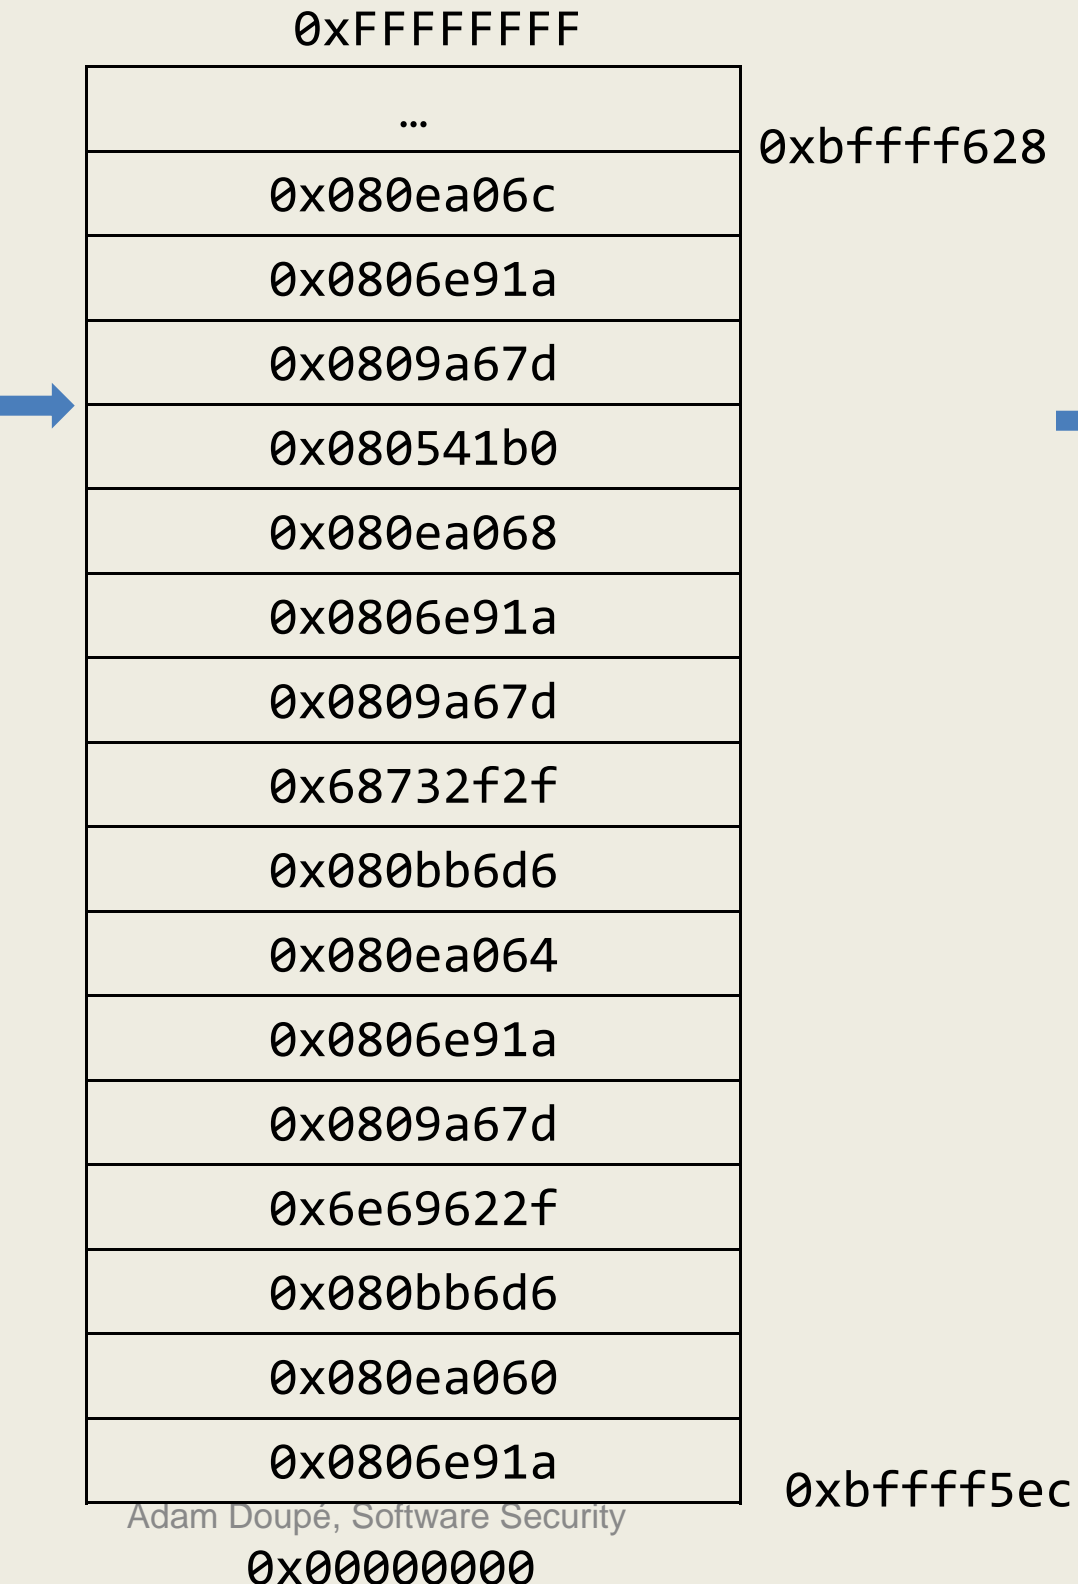 0xFFFFFFFF
…
0xbffff628
0x080ea06c
0x0806e91a
0x0809a67d
0x080541b0
0x080ea068
0x0806e91a
0x0809a67d
0x68732f2f
0x080bb6d6
0x080ea064
0x0806e91a
0x0809a67d
0x6e69622f
0x080bb6d6
0x080ea060
0x0806e91a
0xbffff5ec
Adam Doupé, Software Security
0x00000000